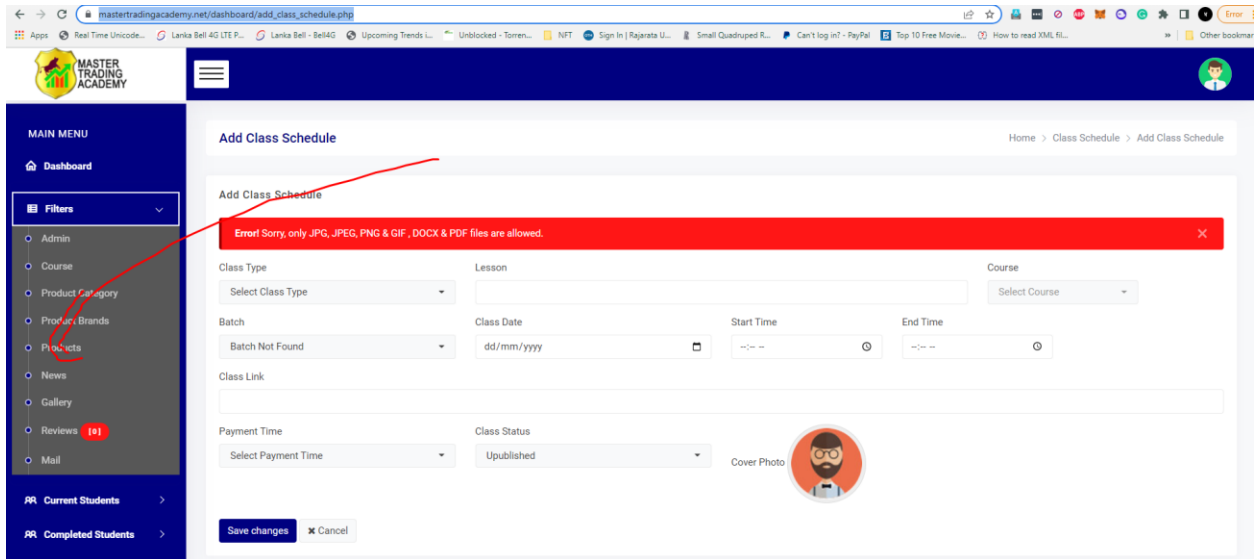 mastertradingacademy.net/dashboard/add_class_schedule.php Error
Apps Real Time Unicode... Lanka Bell 4G LTE P... Lanka Bell - Bell4G Upcoming Trends i... Unblocked - Torren... NFT Sign In | Rajarata U... Small Quadruped R... Can't log in? - PayPal Top 10 Free Movie... How to read XML fil... » Other bookmar
MASTER
TRADING
ACADEMY
MAIN MENU
Add Class Schedule Home > Class Schedule > Add Class Schedule
Dashboard
Add Class Schedule
Filters
Error! Sorry, only JPG, JPEG, PNG & GIF , DOCX & PDF files are allowed. ×
Admin
Course
Class Type Lesson Course
Product Category
Select Class Type Select Course
Product Brands
Batch Class Date Start Time End Time
Products
Batch Not Found dd/mm/yyyy --:-- -- --:-- --
News
Class Link
Gallery
Reviews [0]
Payment Time Class Status
Mail
Select Payment Time Upublished
Cover Photo
Current Students >
Completed Students >
Save changes × Cancel